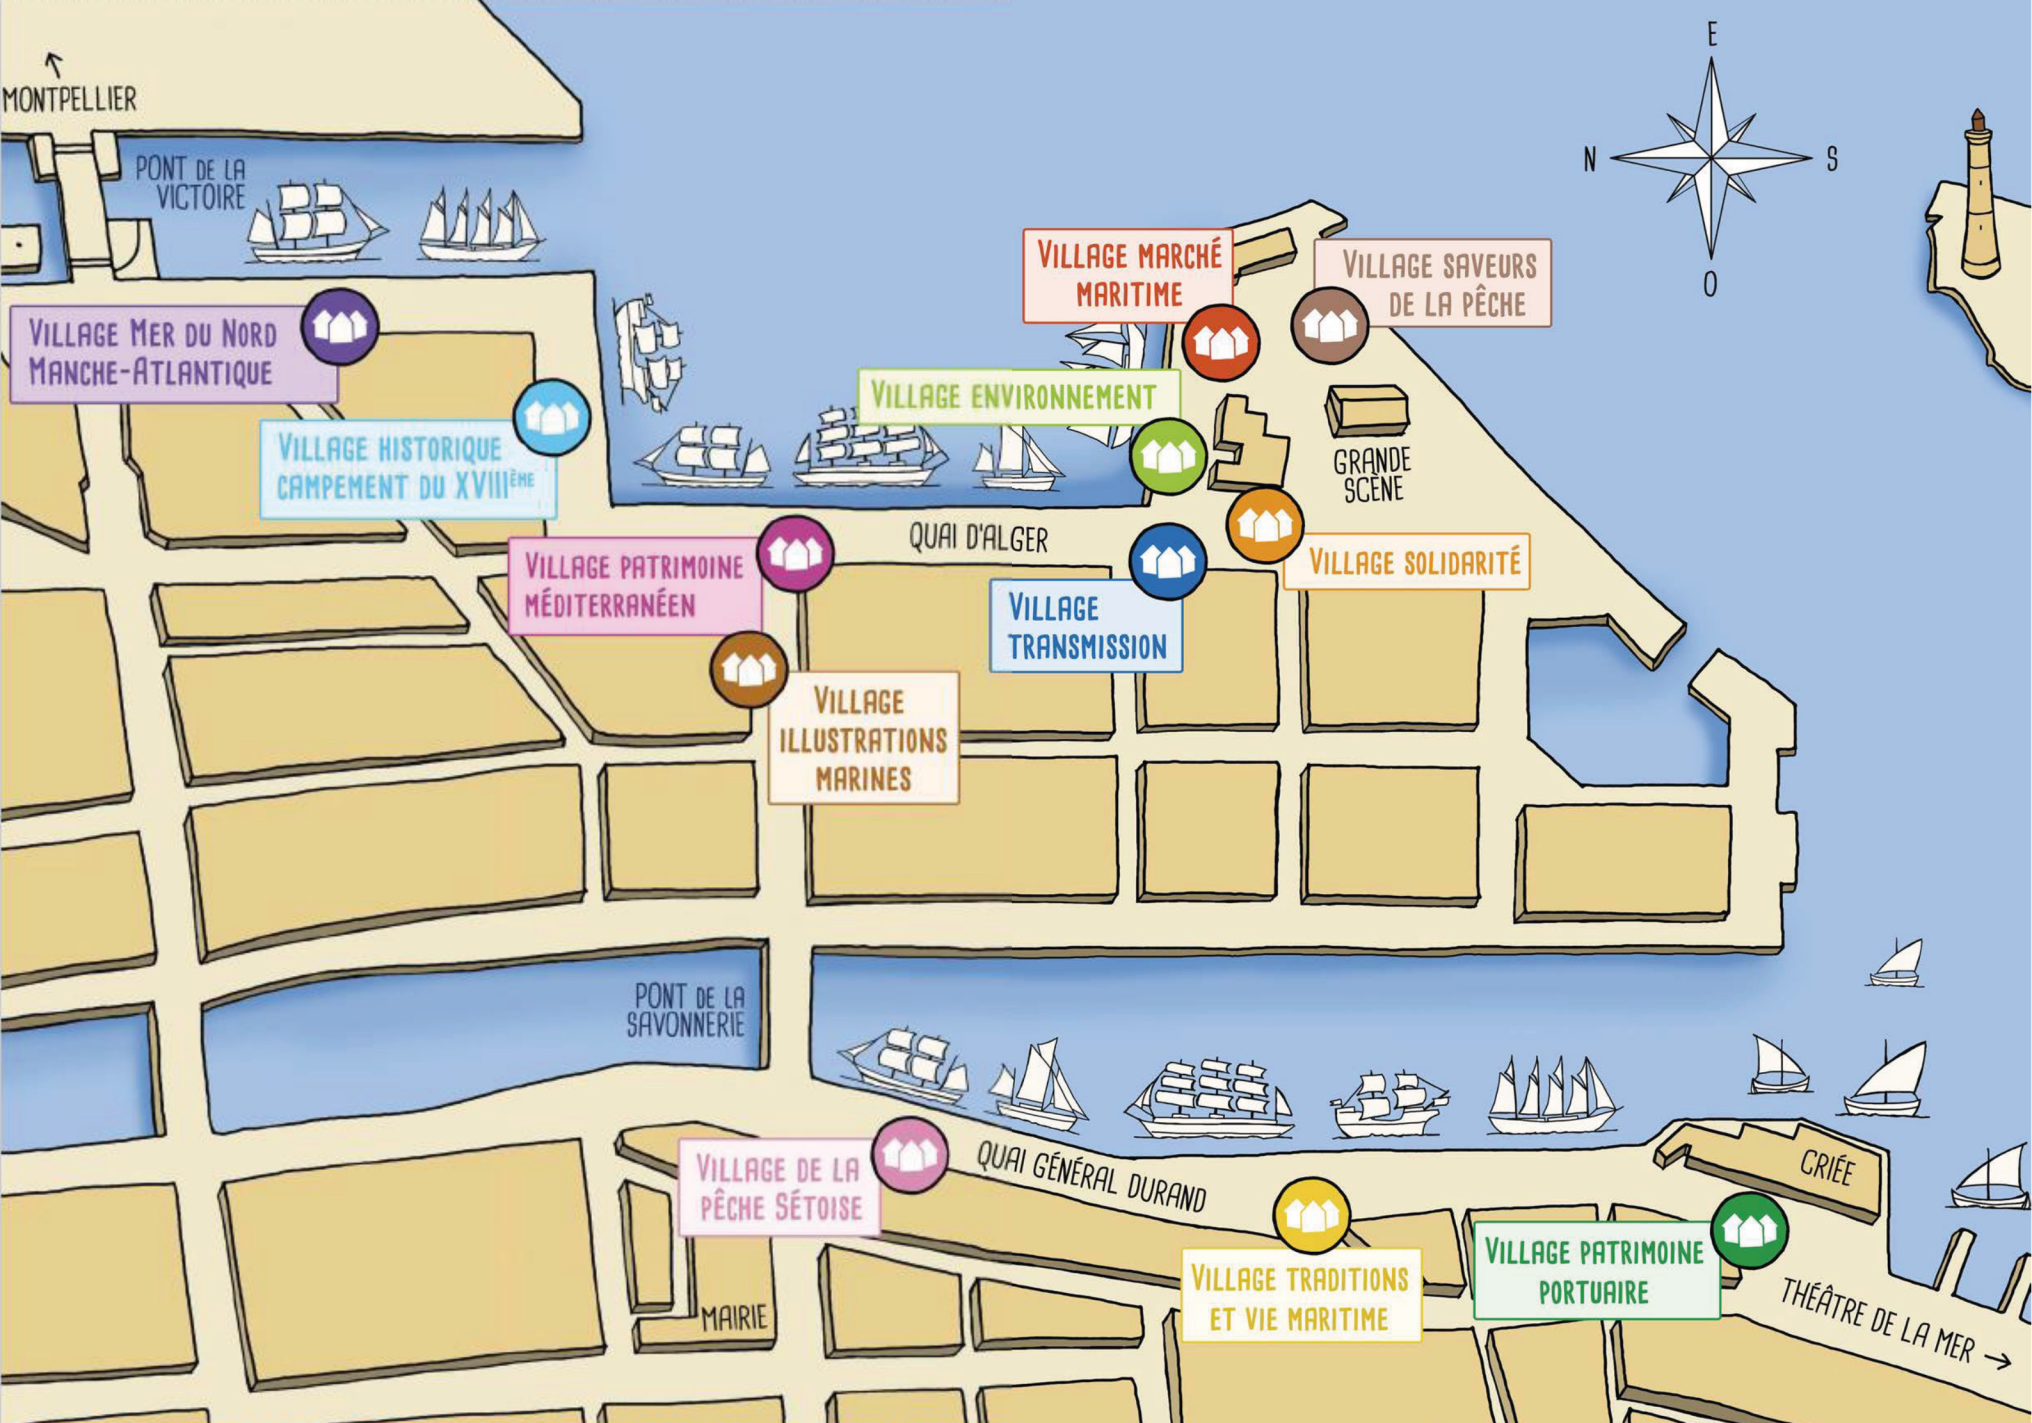 MONTPELLIER
PONT DE LA
VICTOIRE
E
N
S
O
VILLAGE MARCHÉ
MARITIME
VILLAGE SAVEURS
DE LA PÊCHE
VILLAGE MER DU NORD
MANCHE-ATLANTIQUE
VILLAGE ENVIRONNEMENT
VILLAGE HISTORIQUE
CAMPEMENT DU XVIIIÈME
GRANDE
SCÈNE
QUAI D'ALGER
VILLAGE PATRIMOINE
MÉDITERRANÉEN
VILLAGE SOLIDARITÉ
VILLAGE
TRANSMISSION
VILLAGE
ILLUSTRATIONS
MARINES
PONT DE LA
SAVONNERIE
VILLAGE DE LA
PÊCHE SÉTOISE
QUAI GÉNÉRAL DURAND
CRIÉE
VILLAGE TRADITIONS
ET VIE MARITIME
VILLAGE PATRIMOINE
PORTUAIRE
MAIRIE
THÉÂTRE DE LA MER